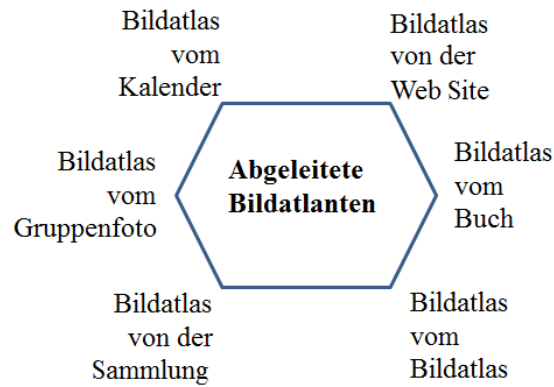 Bildatlas
vom
Kalender
Bildatlas
von der
Web Site
Bildatlas
vom
Gruppenfoto
Abgeleitete
Bildatlanten
Bildatlas
vom
Buch
Bildatlas
von der
Sammlung
Bildatlas
vom
Bildatlas